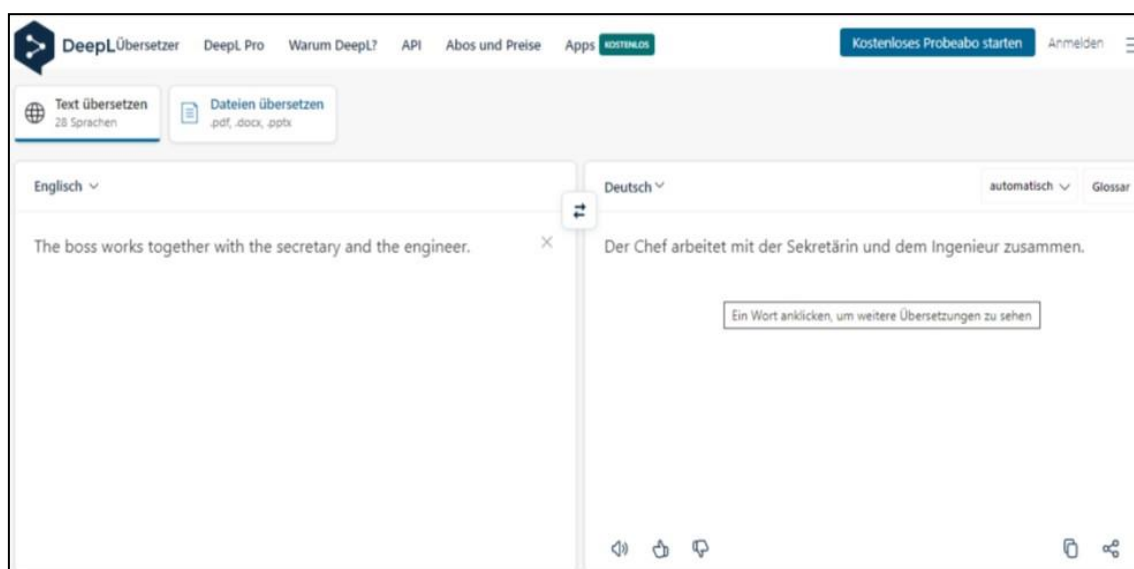 DeepL Übersetzer DeepL Pro Warum DeepL? API Abos und Preise Apps KOSTENLOS Kostenloses Probeabo starten Anmelden
Text übersetzen
28 Sprachen
Dateien übersetzen
.pdf, .docx, .pptx
Englisch
Deutsch automatisch Glossar
The boss works together with the secretary and the engineer.
Der Chef arbeitet mit der Sekretärin und dem Ingenieur zusammen.
Ein Wort anklicken, um weitere Übersetzungen zu sehen